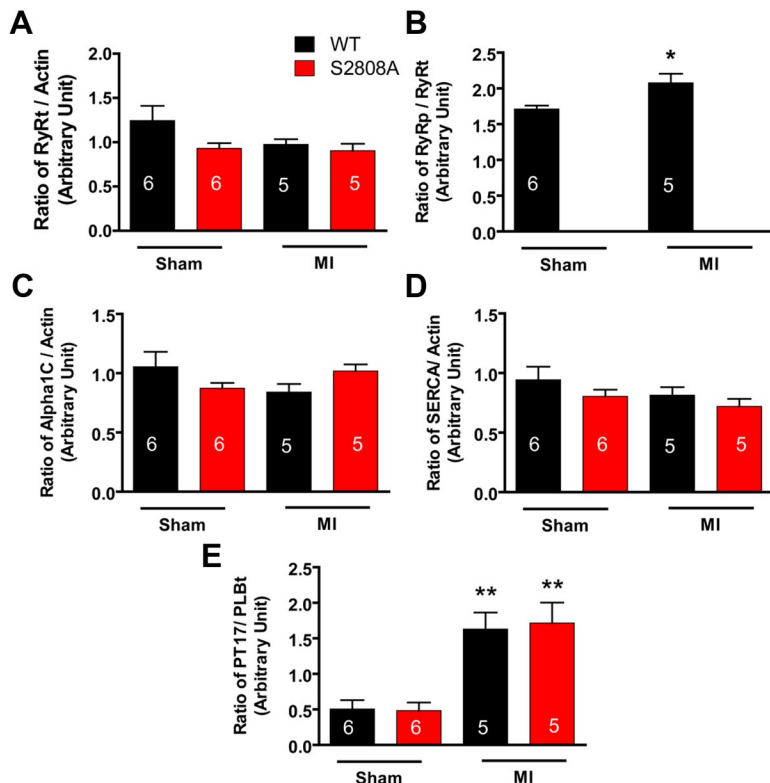 A
Ratio of RyRt / Actin
(Arbitrary Unit)
2.0
1.5
1.0
0.5
0.0
WT
S2808A
6
6
5
5
Sham
MI
B
Ratio of RyRp / RyRt
(Arbitrary Unit)
2.5
2.0
1.5
1.0
0.5
0.0
*
6
5
Sham
MI
C
Ratio of Alpha1C / Actin
(Arbitrary Unit)
1.5
1.0
0.5
0.0
6
6
5
5
Sham
MI
D
Ratio of SERCA/ Actin
(Arbitrary Unit)
1.5
1.0
0.5
0.0
6
6
5
5
Sham
MI
E
Ratio of PT17/ PLBt
(Arbitrary Unit)
2.5
2.0
1.5
1.0
0.5
0.0
**
**
6
6
5
5
Sham
MI